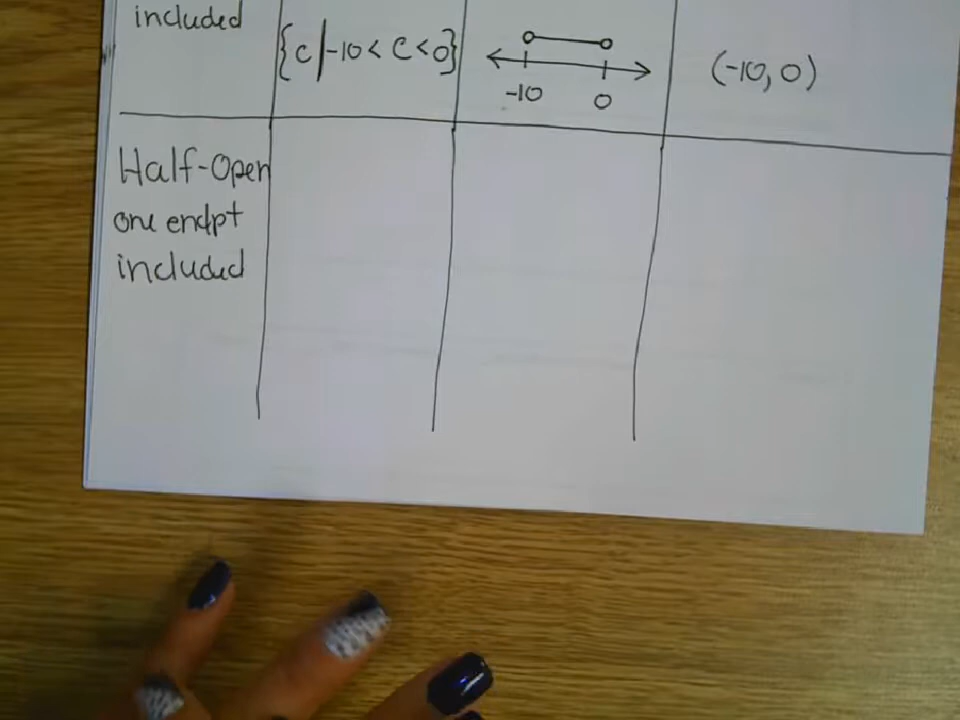 included
{c|-10 < c < 0}
-10 0
(-10, 0)
Half-Open
one endpt
included